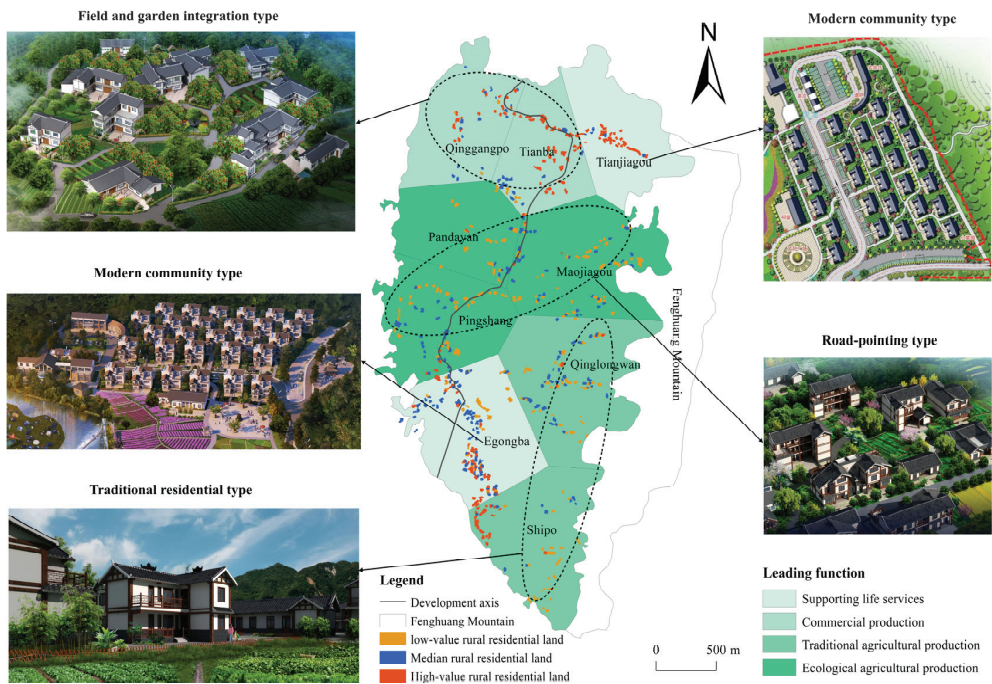 Field and garden integration type
Modern community type
N
Qinggangpo
Tianba
Tianjiagou
Pandayan
Maojiagou
Pingshang
Fenghuang Mountain
Modern community type
Road-pointing type
Qinglongwan
Egongba
Traditional residential type
Shipo
Legend
Development axis
Fenghuang Mountain
low-value rural residential land
Median rural residential land
High-value rural residential land
0 500 m
Leading function
Supporting life services
Commercial production
Traditional agricultural production
Ecological agricultural production